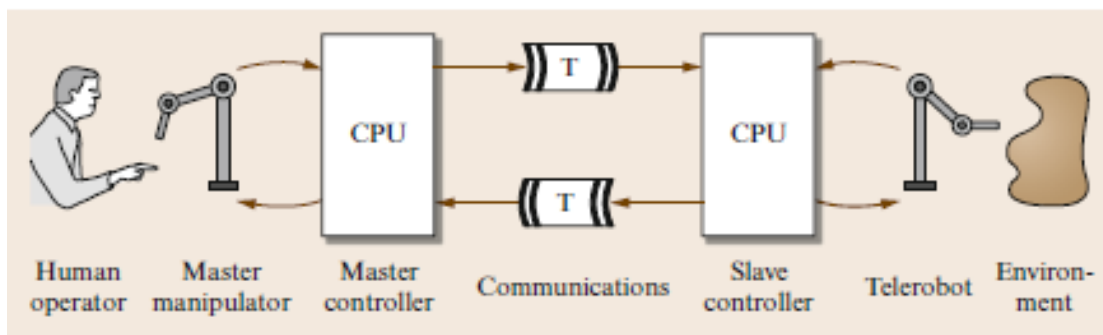 CPU
T
CPU
T
Human
operator
Master
manipulator
Master
controller
Communications
Slave
controller
Telerobot
Environ-
ment